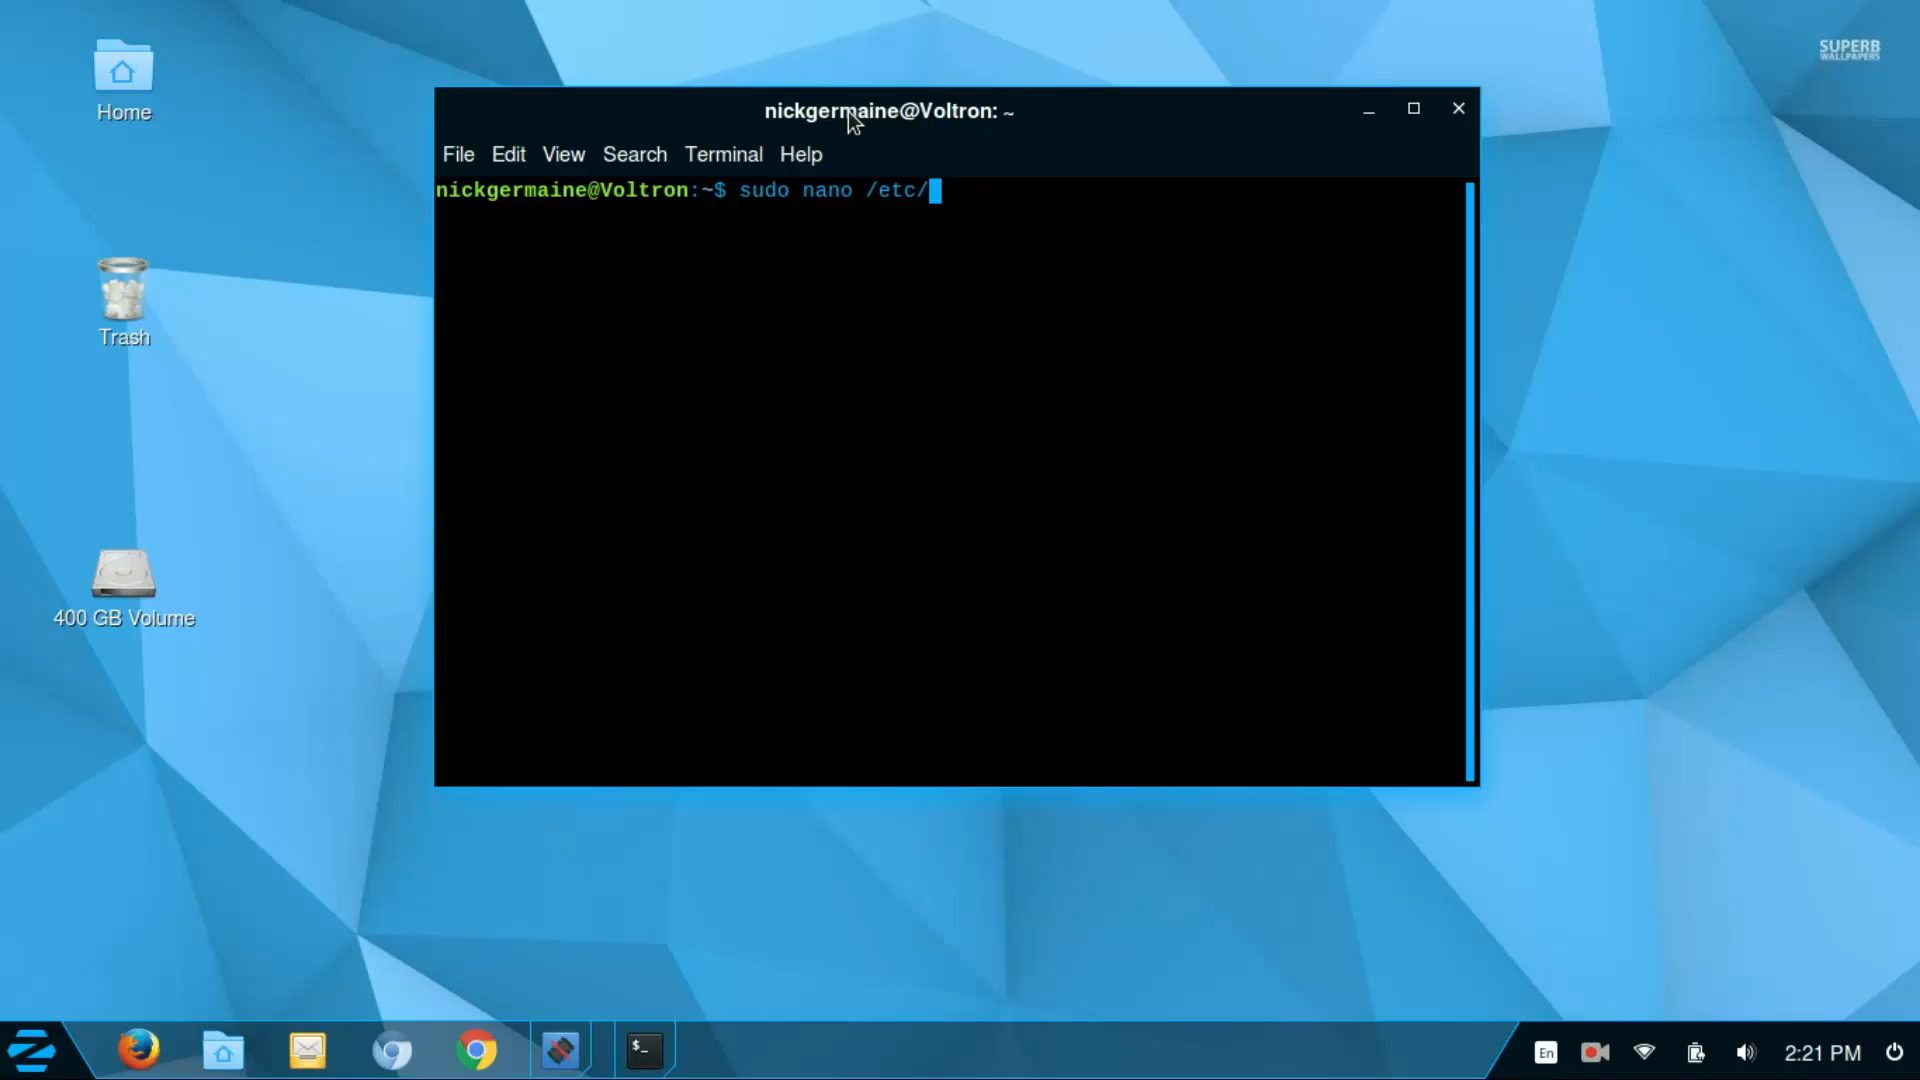 SUPERB
WALLPAPERS
Home
Trash
400 GB Volume
nickgermaine@Voltron: ~
File Edit View Search Terminal Help
nickgermaine@Voltron:~$ sudo nano /etc/
$_
En
2:21 PM